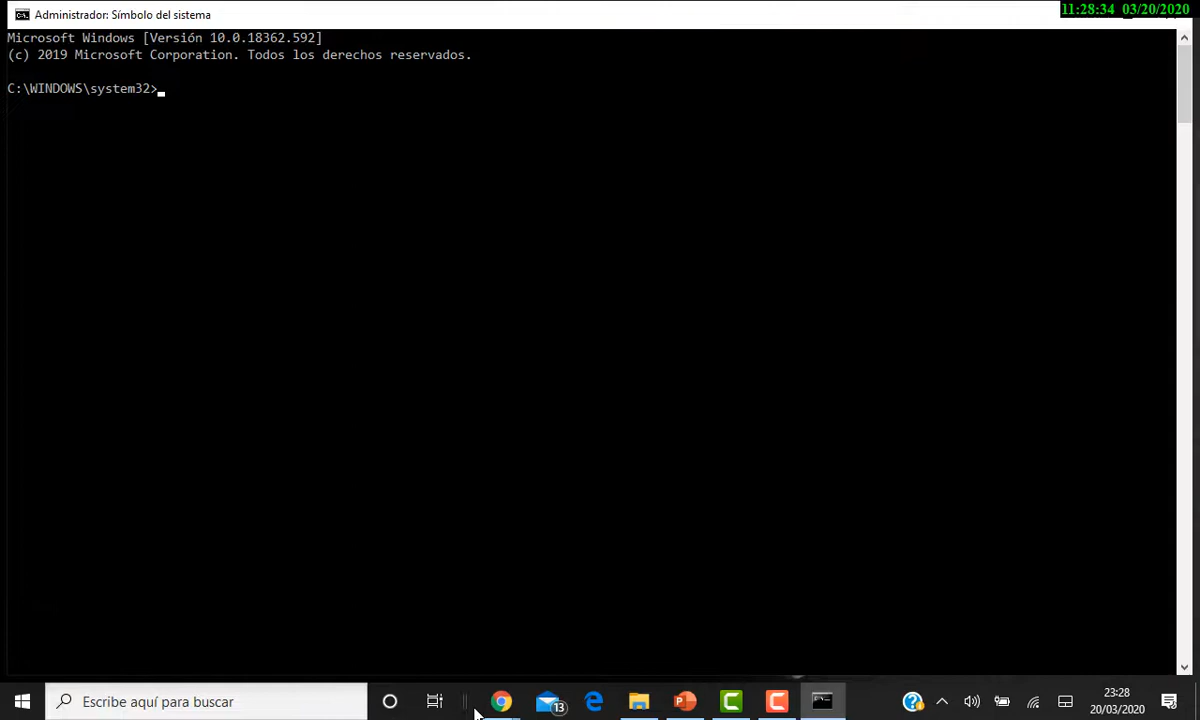 Administrador: Símbolo del sistema
11:28:34 03/20/2020
Microsoft Windows [Versión 10.0.18362.592]
(c) 2019 Microsoft Corporation. Todos los derechos reservados.
C:\WINDOWS\system32>
Escribe aquí para buscar
13
23:28
20/03/2020